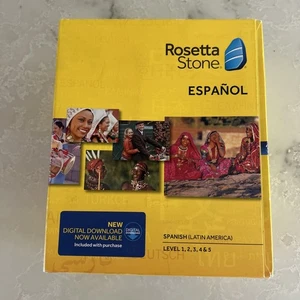 Rosetta
Stone
ESPAÑOL
NEW
DIGITAL DOWNLOAD
NOW AVAILABLE
Included with purchase
SPANISH (LATIN AMERICA)
LEVEL 1, 2, 3, 4 & 5